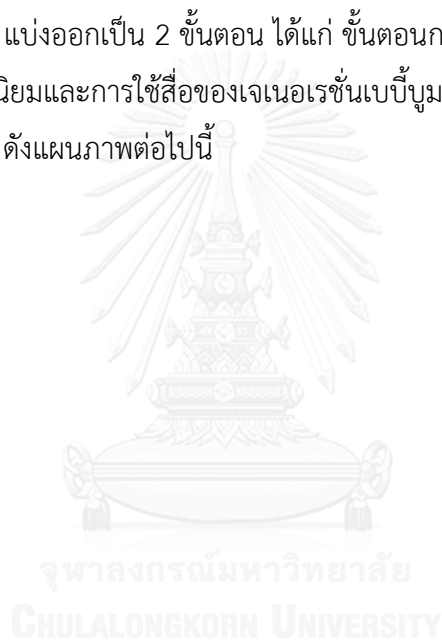 แบ่งออกเป็น 2 ขั้นตอน ได้แก่ ขั้นตอนก
นิยมและการใช้สื่อของเจเนอเรชั่นเบบี้บูม
ดังแผนภาพต่อไปนี้
จุฬาลงกรณ์มหาวิทยาลัย
CHULALONGKORN UNIVERSITY